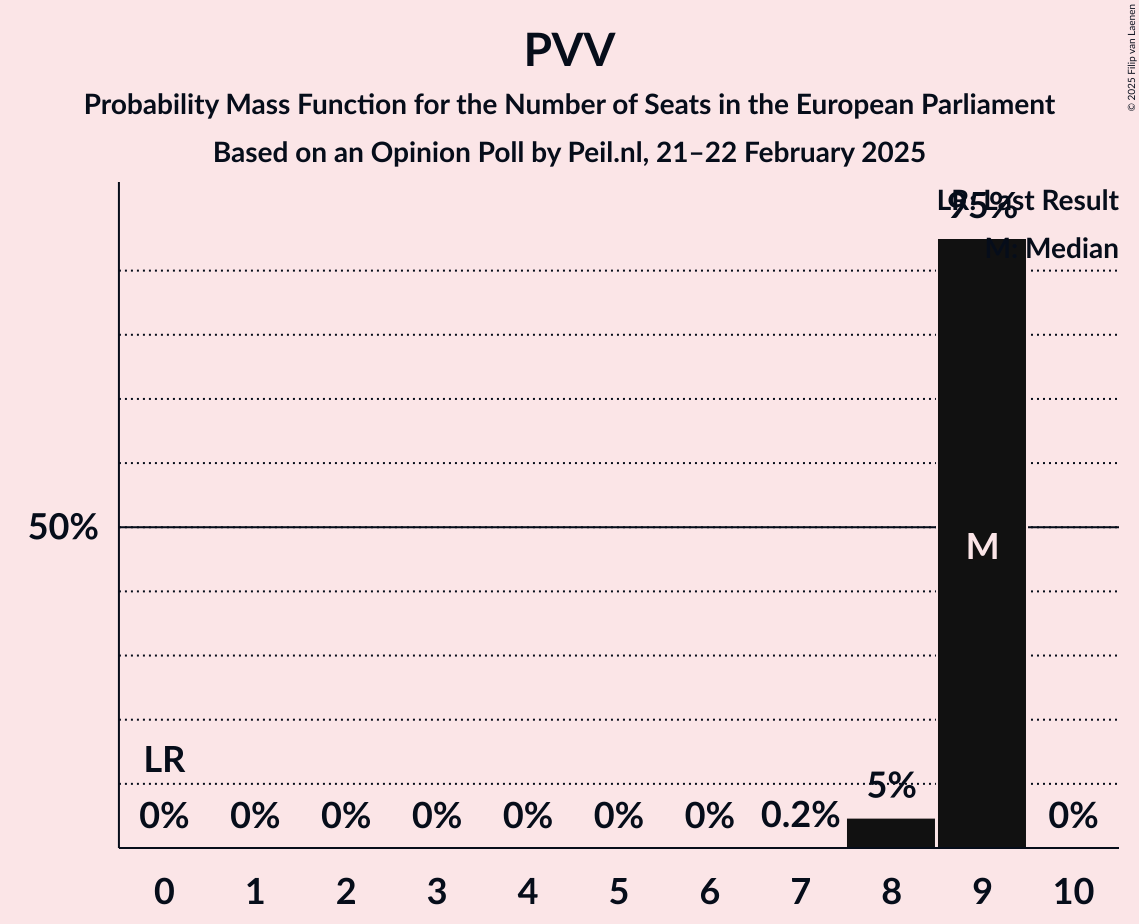 PVV
Probability Mass Function for the Number of Seats in the European Parliament
Based on an Opinion Poll by Peil.nl, 21–22 February 2025
© 2025 Filip van Laenen
LR: Last Result
95%
M: Median
50%
M
LR
5%
0% 0% 0% 0% 0% 0% 0% 0.2% 0%
0 1 2 3 4 5 6 7 8 9 10